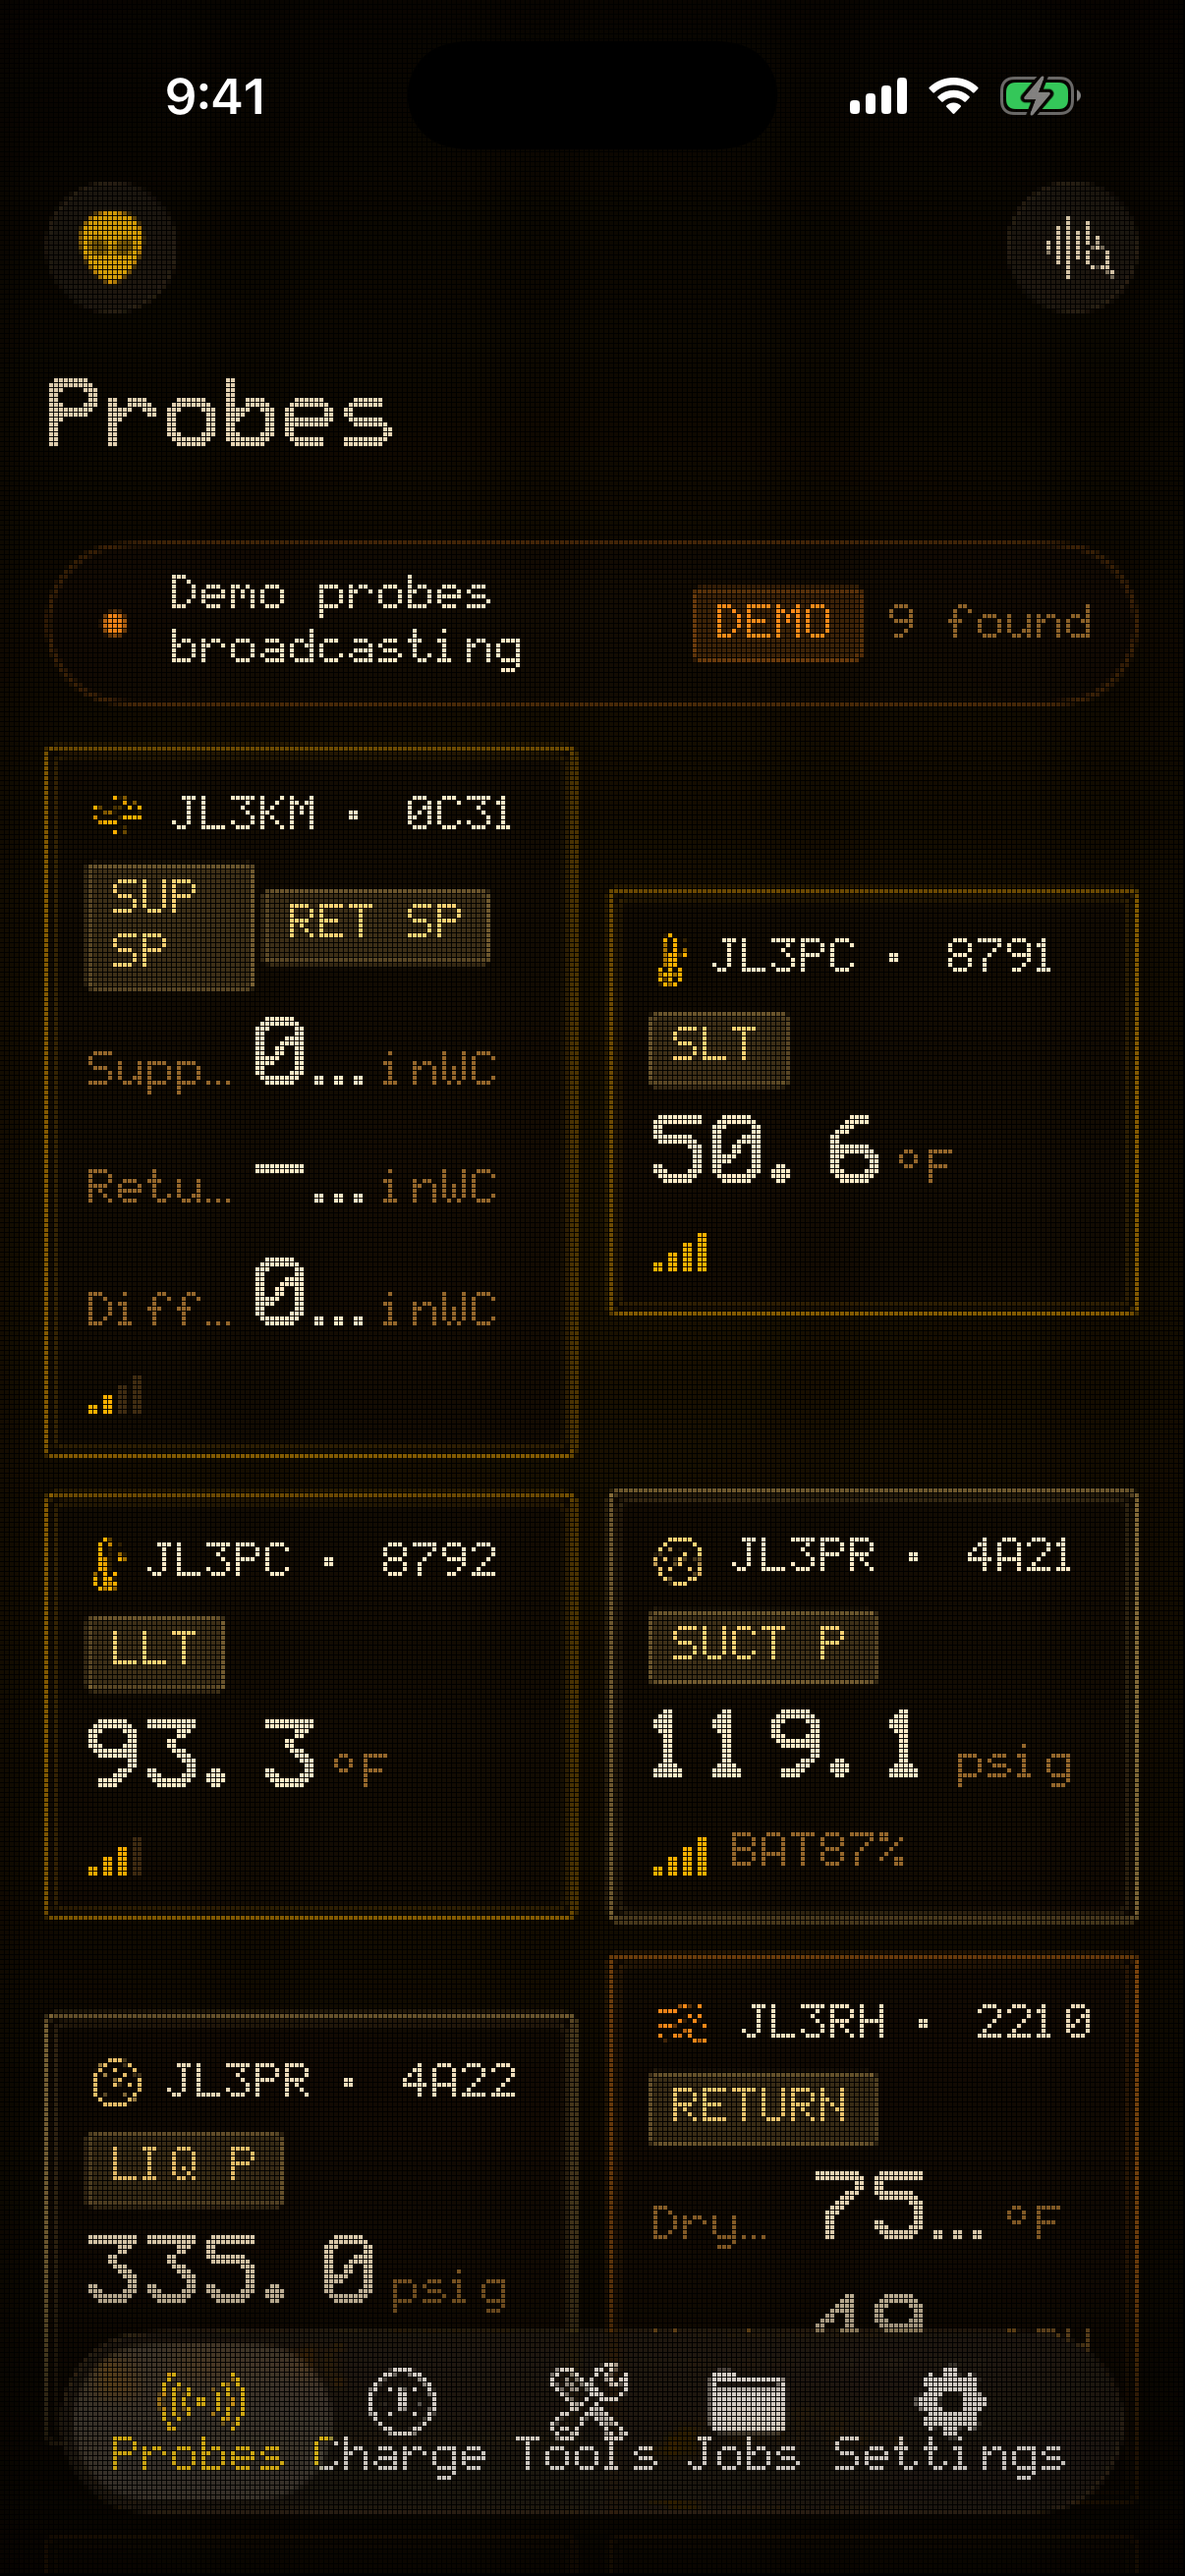 9:41
Probes
Demo probes
broadcasting
DEMO 9 found
JL3KM · 0C31
SUP
SP
RET SP
Supp… 0… inWC
Retu… −… inWC
Diff… 0… inWC
JL3PC · 8791
SLT
50.6 °F
JL3PC · 8792
LLT
93.3 °F
JL3PR · 4A21
SUCT P
119.1 psig
BAT87%
JL3PR · 4A22
LIQ P
335.0 psig
JL3RH · 2210
RETURN
Dry… 75… °F
Probes Charge Tools Jobs Settings